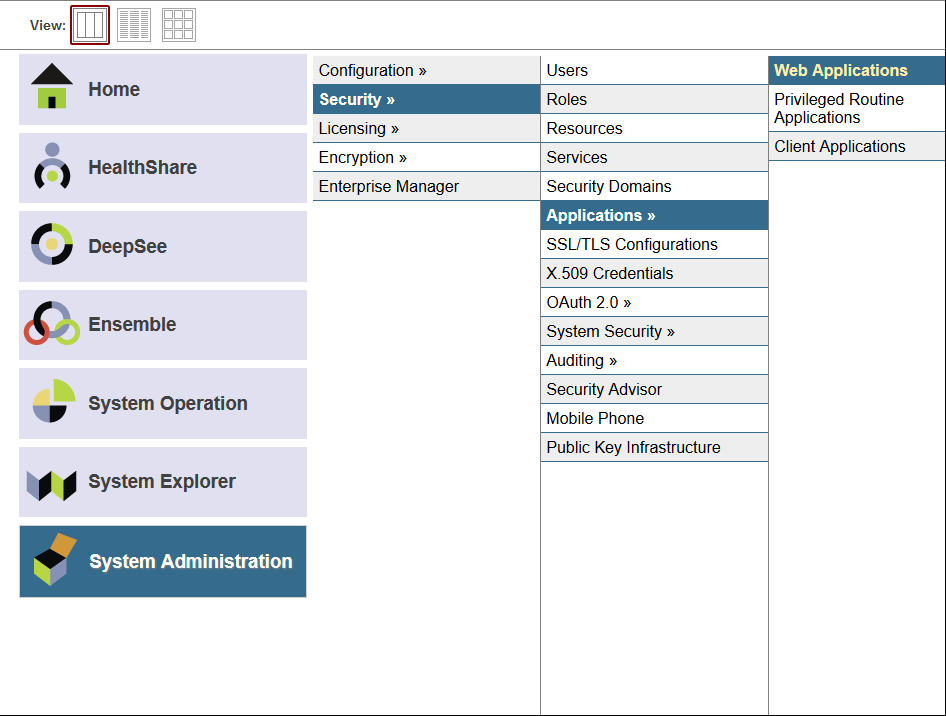 View:
Home
HealthShare
DeepSee
Ensemble
System Operation
System Explorer
System Administration
Configuration »
Security »
Licensing »
Encryption »
Enterprise Manager
Users
Roles
Resources
Services
Security Domains
Applications »
SSL/TLS Configurations
X.509 Credentials
OAuth 2.0 »
System Security »
Auditing »
Security Advisor
Mobile Phone
Public Key Infrastructure
Web Applications
Privileged Routine
Applications
Client Applications